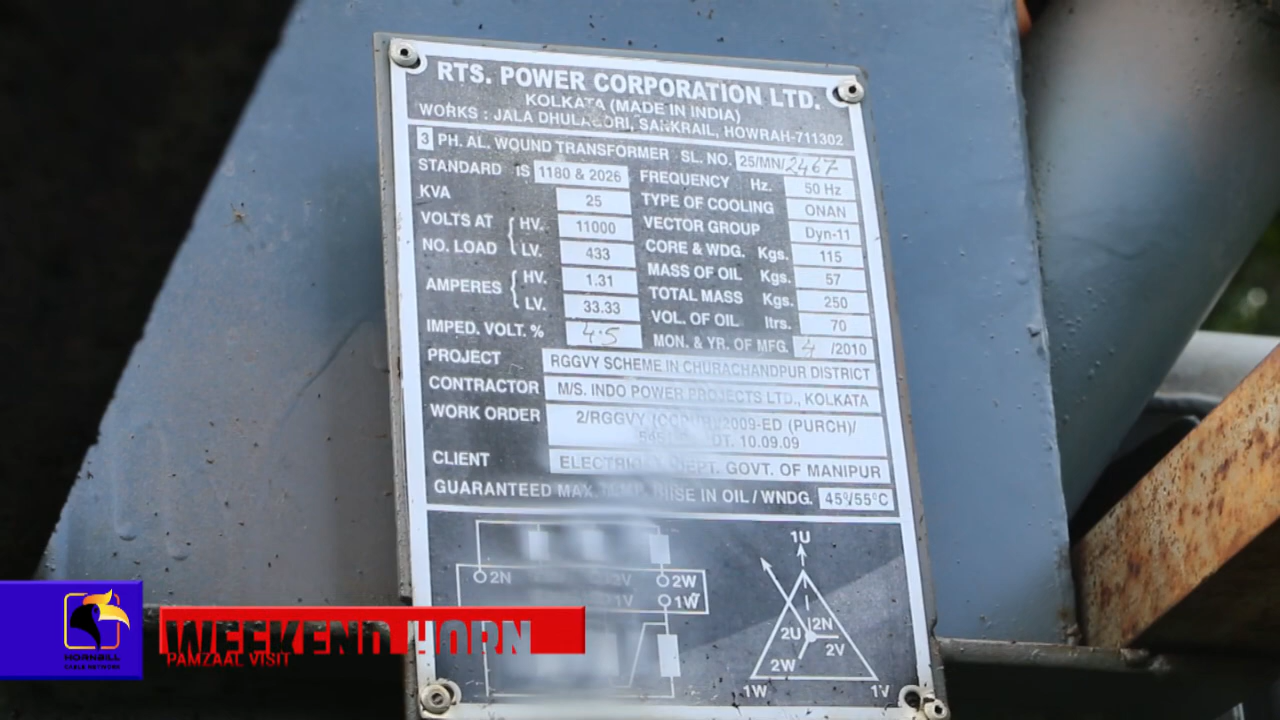 RTS. POWER CORPORATION LTD.
KOLKATA (MADE IN INDIA)
WORKS : JALA DHULAGORI, SANKRAIL, HOWRAH-711302
3 PH. AL. WOUND TRANSFORMER SL. NO. 25/MN/2467
STANDARD IS 1180 & 2026 FREQUENCY Hz. 50 Hz
KVA 25 TYPE OF COOLING ONAN
VOLTS AT HV. 11000 VECTOR GROUP Dyn-11
NO. LOAD LV. 433 CORE & WDG. Kgs. 115
AMPERES HV. 1.31 MASS OF OIL Kgs. 57
LV. 33.33 TOTAL MASS Kgs. 250
IMPED. VOLT. % 4.5 VOL. OF OIL ltrs. 70
MON. & YR. OF MFG. 4 /2010
PROJECT RGGVY SCHEME IN CHURACHANDPUR DISTRICT
CONTRACTOR M/S. INDO POWER PROJECTS LTD., KOLKATA
WORK ORDER 2/RGGVY (CCPUR)/2009-ED (PURCH)/
DT. 10.09.09
CLIENT ELECTRICITY DEPT. GOVT. OF MANIPUR
GUARANTEED MAX. TEMP. RISE IN OIL / WNDG. 45°/55°C
1U
2N 2V 2W
1V 1W
2N
2U
2V
2W
1W 1V
HORNBILL
CABLE NETWORK
WEEKEND HORN
PAMZAAL VISIT